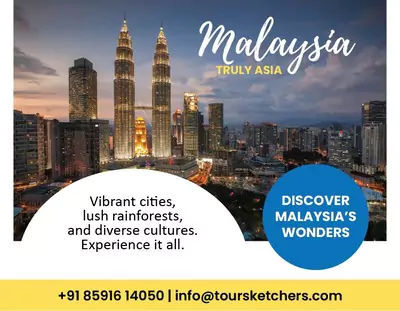 Malaysia
TRULY ASIA
Vibrant cities,
lush rainforests,
and diverse cultures.
Experience it all.
DISCOVER
MALAYSIA'S
WONDERS
+91 85916 14050 | info@toursketchers.com